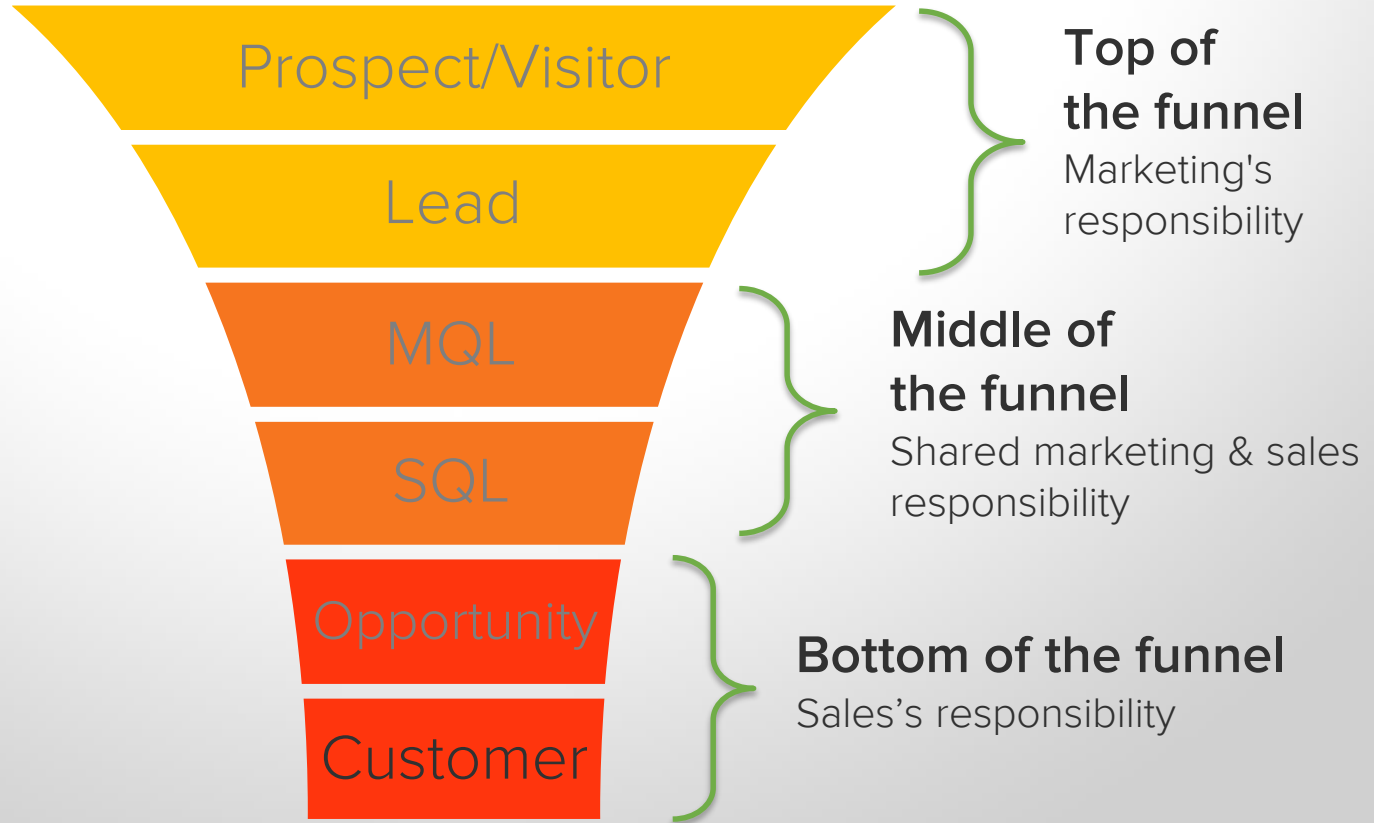 Prospect/Visitor
Lead
MQL
SQL
Opportunity
Customer
Top of
the funnel
Marketing's
responsibility
Middle of
the funnel
Shared marketing & sales
responsibility
Bottom of the funnel
Sales’s responsibility